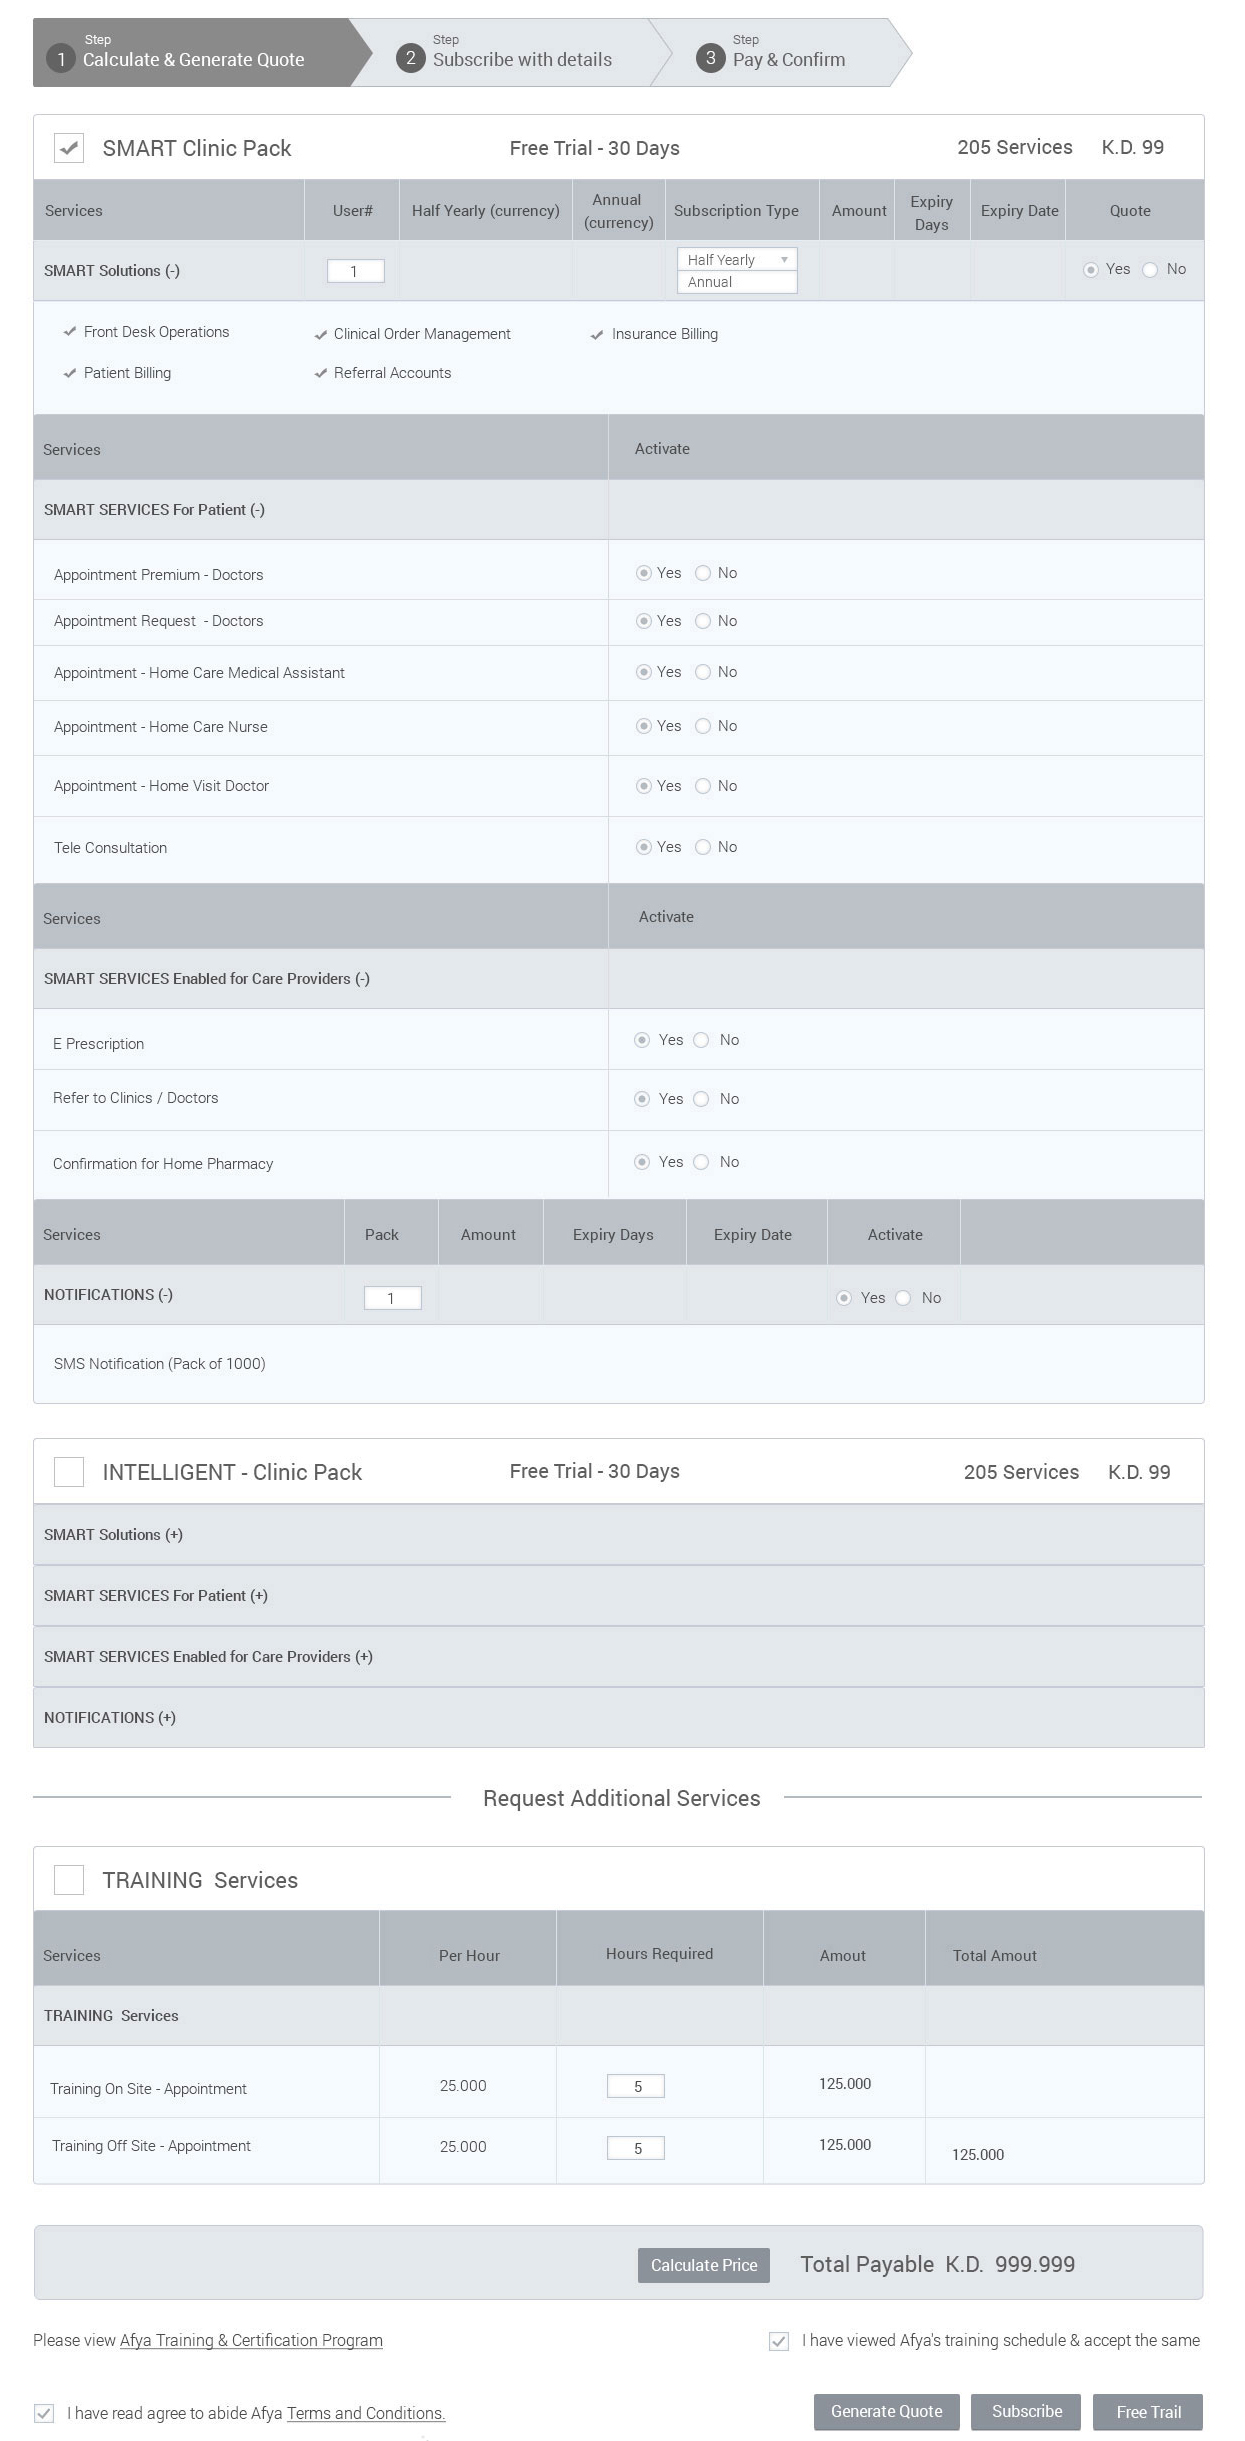 Step
1 Calculate & Generate Quote
Step
2 Subscribe with details
Step
3 Pay & Confirm
SMART Clinic Pack Free Trial - 30 Days 205 Services K.D. 99
Services User# Half Yearly (currency) Annual (currency) Subscription Type Amount Expiry Days Expiry Date Quote
SMART Solutions (-) 1 Half Yearly Yes No
Annual
Front Desk Operations Clinical Order Management Insurance Billing
Patient Billing Referral Accounts
Services Activate
SMART SERVICES For Patient (-)
Appointment Premium - Doctors Yes No
Appointment Request - Doctors Yes No
Appointment - Home Care Medical Assistant Yes No
Appointment - Home Care Nurse Yes No
Appointment - Home Visit Doctor Yes No
Tele Consultation Yes No
Services Activate
SMART SERVICES Enabled for Care Providers (-)
E Prescription Yes No
Refer to Clinics / Doctors Yes No
Confirmation for Home Pharmacy Yes No
Services Pack Amount Expiry Days Expiry Date Activate
NOTIFICATIONS (-) 1 Yes No
SMS Notification (Pack of 1000)
INTELLIGENT - Clinic Pack Free Trial - 30 Days 205 Services K.D. 99
SMART Solutions (+)
SMART SERVICES For Patient (+)
SMART SERVICES Enabled for Care Providers (+)
NOTIFICATIONS (+)
Request Additional Services
TRAINING Services
Services Per Hour Hours Required Amout Total Amout
TRAINING Services
Training On Site - Appointment 25.000 5 125.000
Training Off Site - Appointment 25.000 5 125.000 125.000
Calculate Price Total Payable K.D. 999.999
Please view Afya Training & Certification Program I have viewed Afya's training schedule & accept the same
I have read agree to abide Afya Terms and Conditions. Generate Quote Subscribe Free Trail